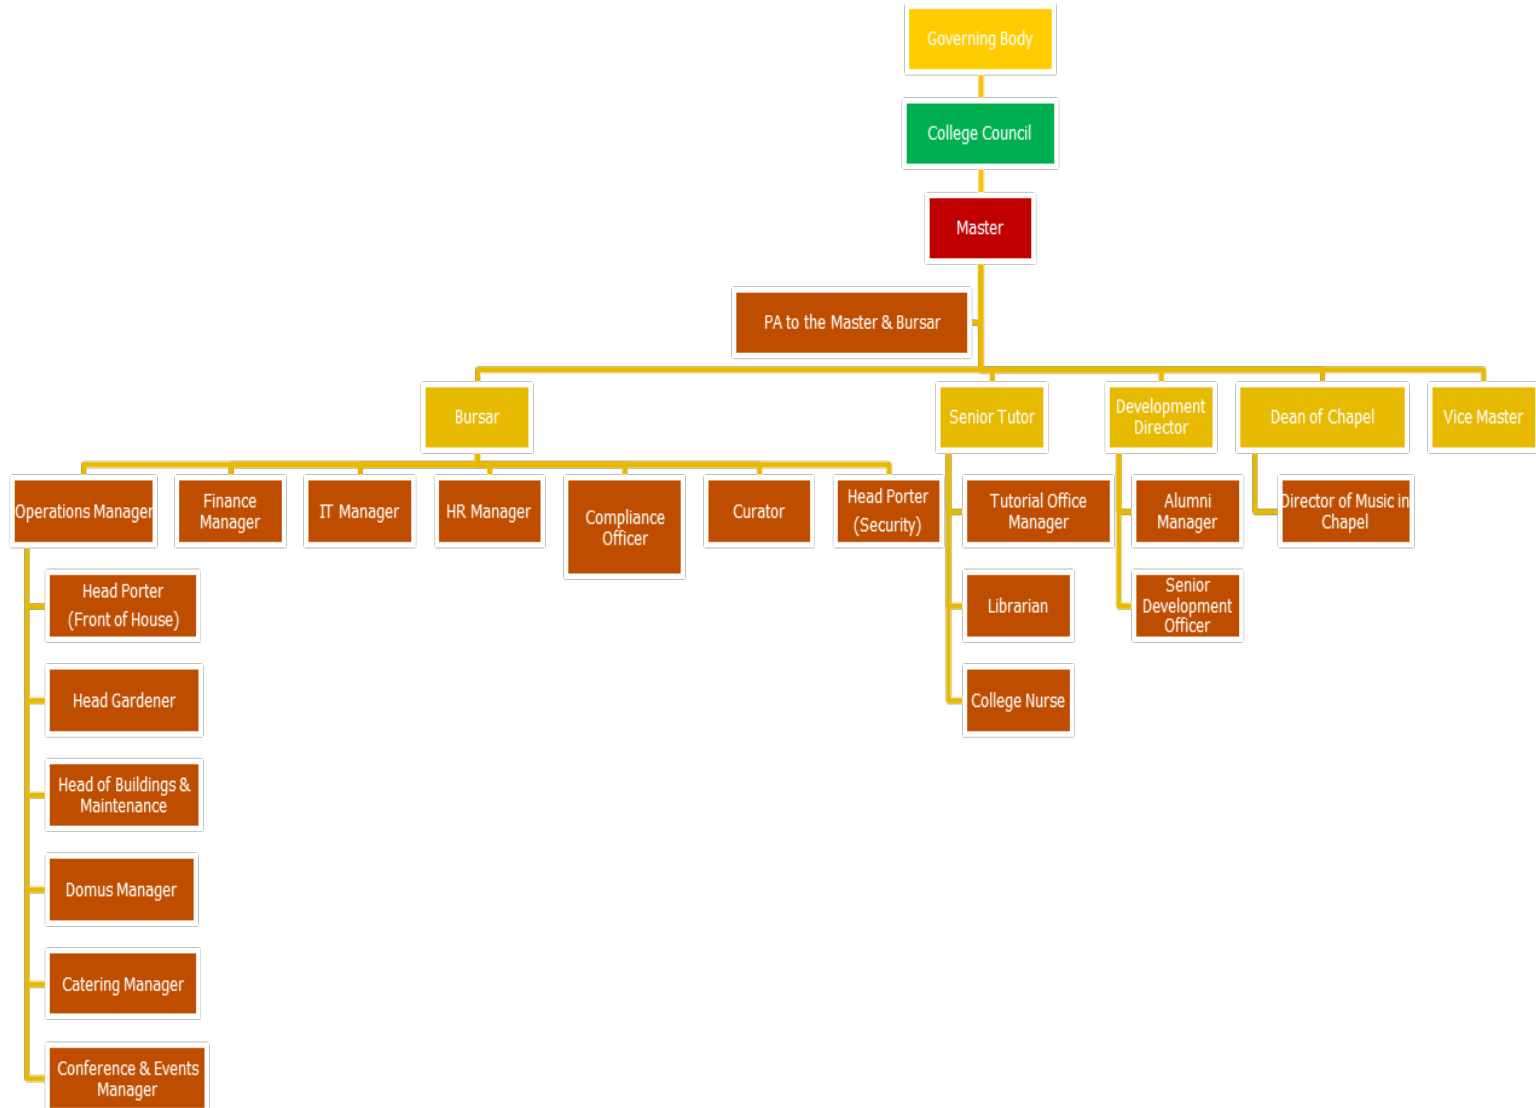 Governing Body
College Council
Master
PA to the Master & Bursar
Bursar
Senior Tutor
Development
Director
Dean of Chapel
Vice Master
Operations Manager
Finance
Manager
IT Manager
HR Manager
Compliance
Officer
Curator
Head Porter
(Security)
Tutorial Office
Manager
Alumni
Manager
Director of Music in
Chapel
Head Porter
(Front of House)
Librarian
Senior
Development
Officer
Head Gardener
College Nurse
Head of Buildings &
Maintenance
Domus Manager
Catering Manager
Conference & Events
Manager